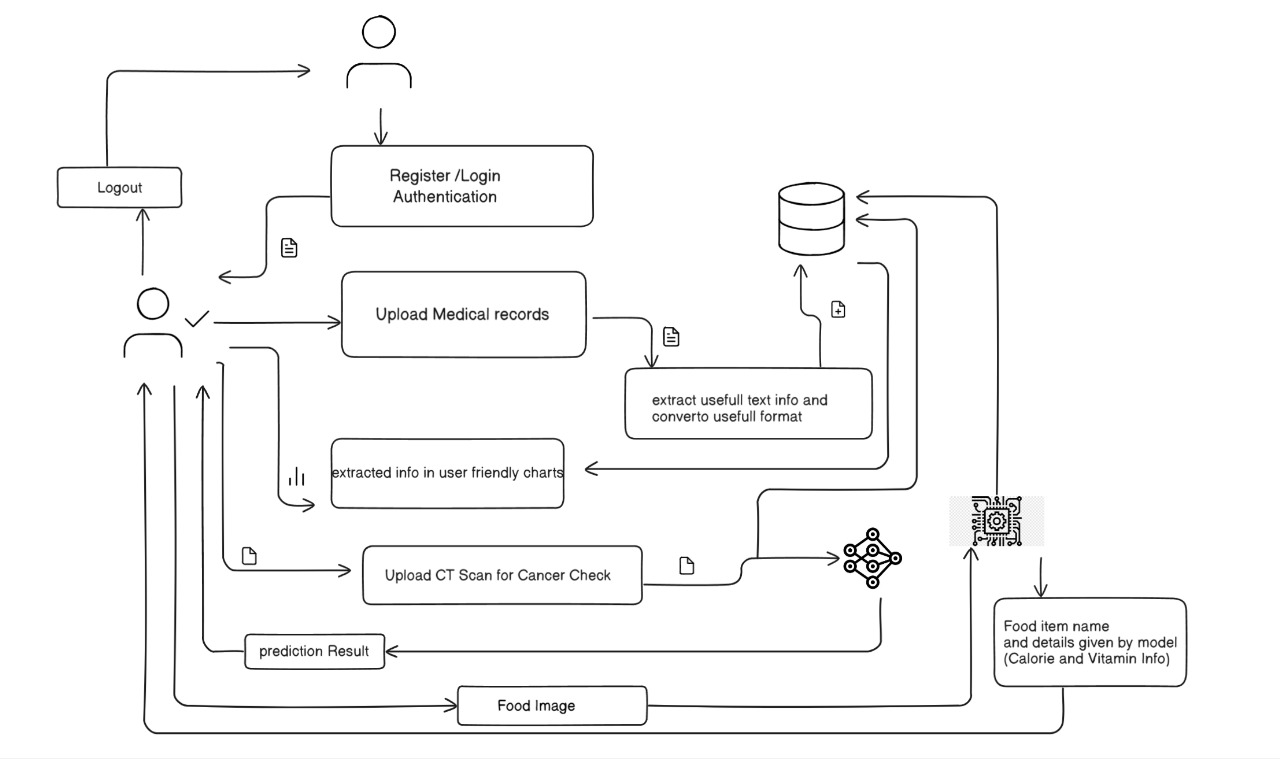 Register /Login
Authentication
Logout
Upload Medical records
extract usefull text info and
converto usefull format
extracted info in user friendly charts
Upload CT Scan for Cancer Check
Food item name
and details given by model
(Calorie and Vitamin Info)
prediction Result
Food Image